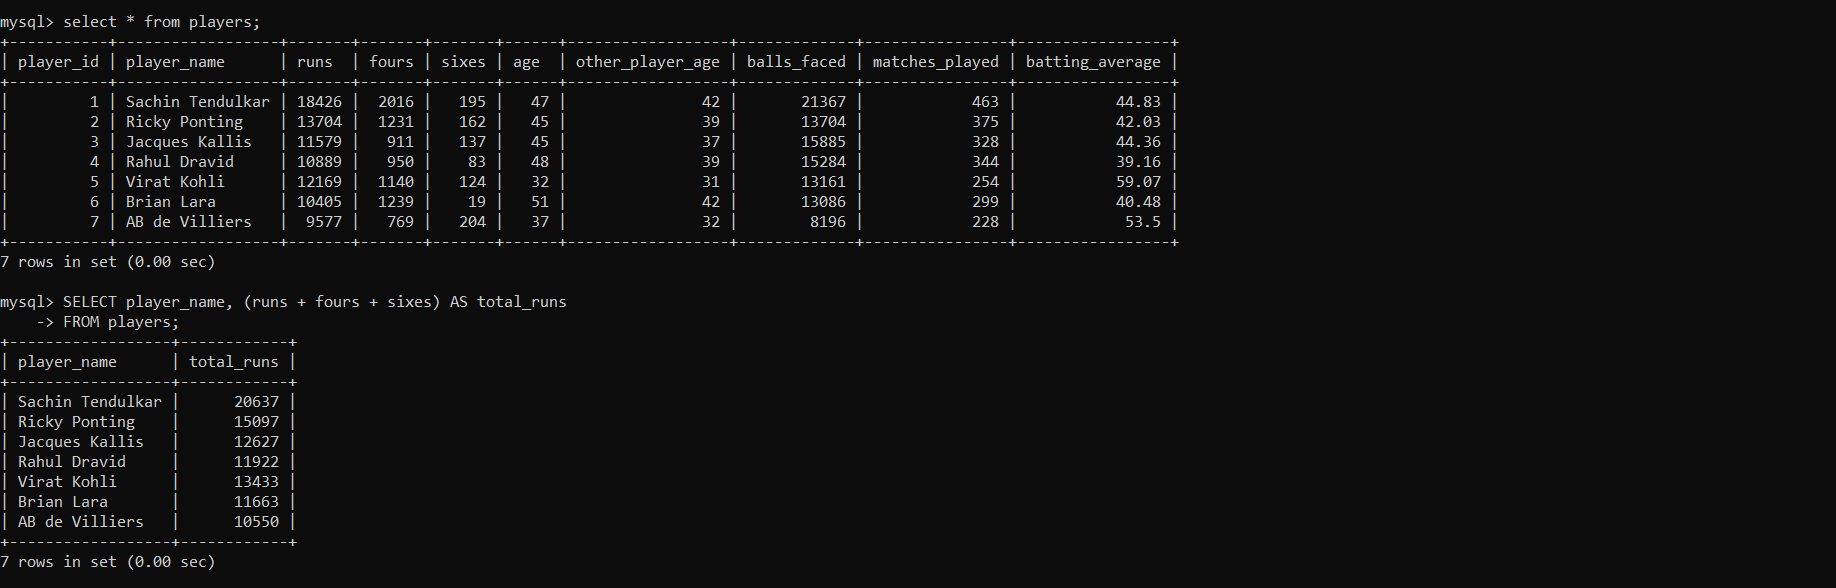 mysql> select * from players;
+-----------+------------------+-------+-------+-------+------+------------------+-------------+----------------+-----------------+
| player_id | player_name      | runs  | fours | sixes | age  | other_player_age | balls_faced | matches_played | batting_average |
+-----------+------------------+-------+-------+-------+------+------------------+-------------+----------------+-----------------+
|         1 | Sachin Tendulkar | 18426 |  2016 |   195 |   47 |               42 |       21367 |            463 |           44.83 |
|         2 | Ricky Ponting    | 13704 |  1231 |   162 |   45 |               39 |       13704 |            375 |           42.03 |
|         3 | Jacques Kallis   | 11579 |   911 |   137 |   45 |               37 |       15885 |            328 |           44.36 |
|         4 | Rahul Dravid     | 10889 |   950 |    83 |   48 |               39 |       15284 |            344 |           39.16 |
|         5 | Virat Kohli      | 12169 |  1140 |   124 |   32 |               31 |       13161 |            254 |           59.07 |
|         6 | Brian Lara       | 10405 |  1239 |    19 |   51 |               42 |       13086 |            299 |           40.48 |
|         7 | AB de Villiers   |  9577 |   769 |   204 |   37 |               32 |        8196 |            228 |            53.5 |
+-----------+------------------+-------+-------+-------+------+------------------+-------------+----------------+-----------------+
7 rows in set (0.00 sec)

mysql> SELECT player_name, (runs + fours + sixes) AS total_runs
    -> FROM players;
+------------------+------------+
| player_name      | total_runs |
+------------------+------------+
| Sachin Tendulkar |      20637 |
| Ricky Ponting    |      15097 |
| Jacques Kallis   |      12627 |
| Rahul Dravid     |      11922 |
| Virat Kohli      |      13433 |
| Brian Lara       |      11663 |
| AB de Villiers   |      10550 |
+------------------+------------+
7 rows in set (0.00 sec)